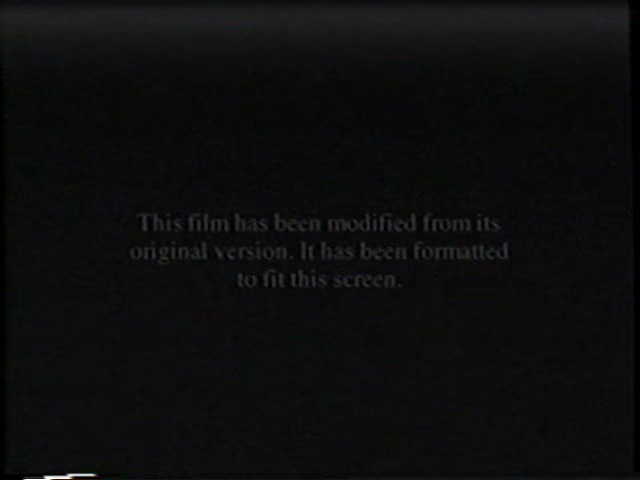 This film has been modified from its
original version. It has been formatted
to fit this screen.